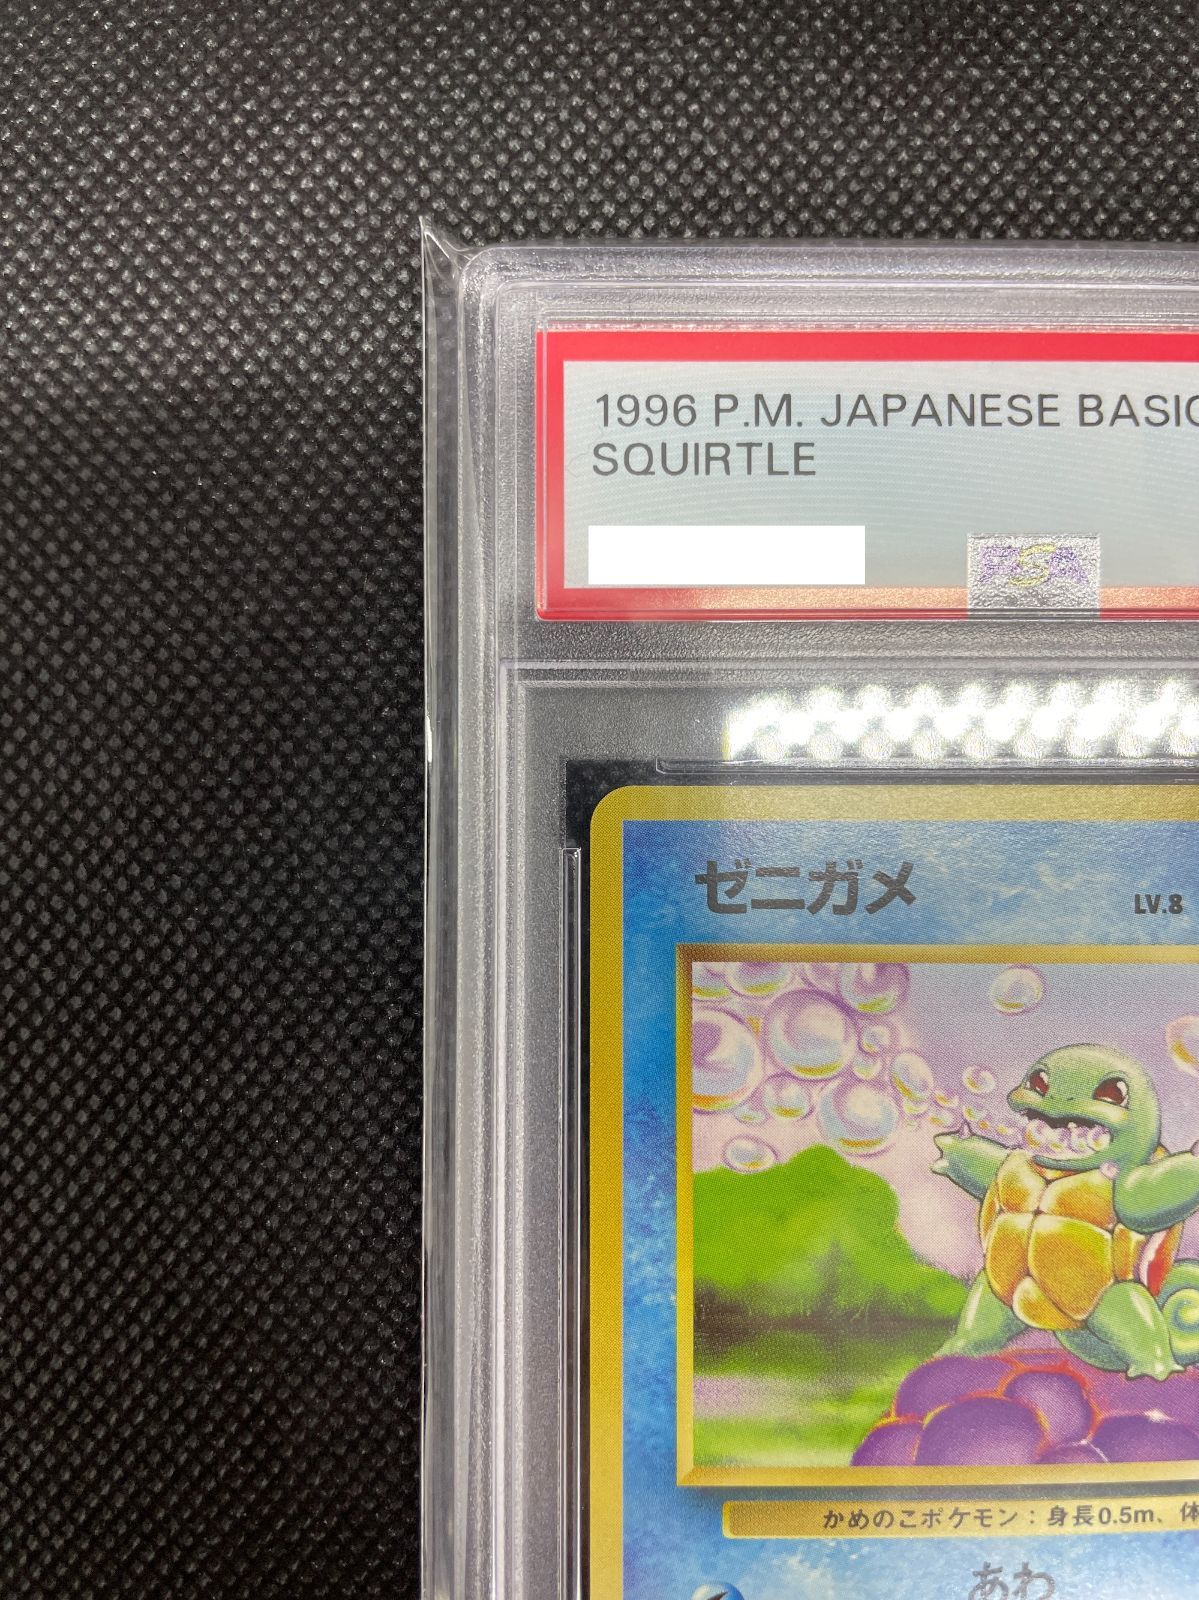 1996 P.M. JAPANESE BASIC
SQUIRTLE
PSA
ゼニガメ
LV.8
かめのこポケモン：身長0.5m、体
あわ